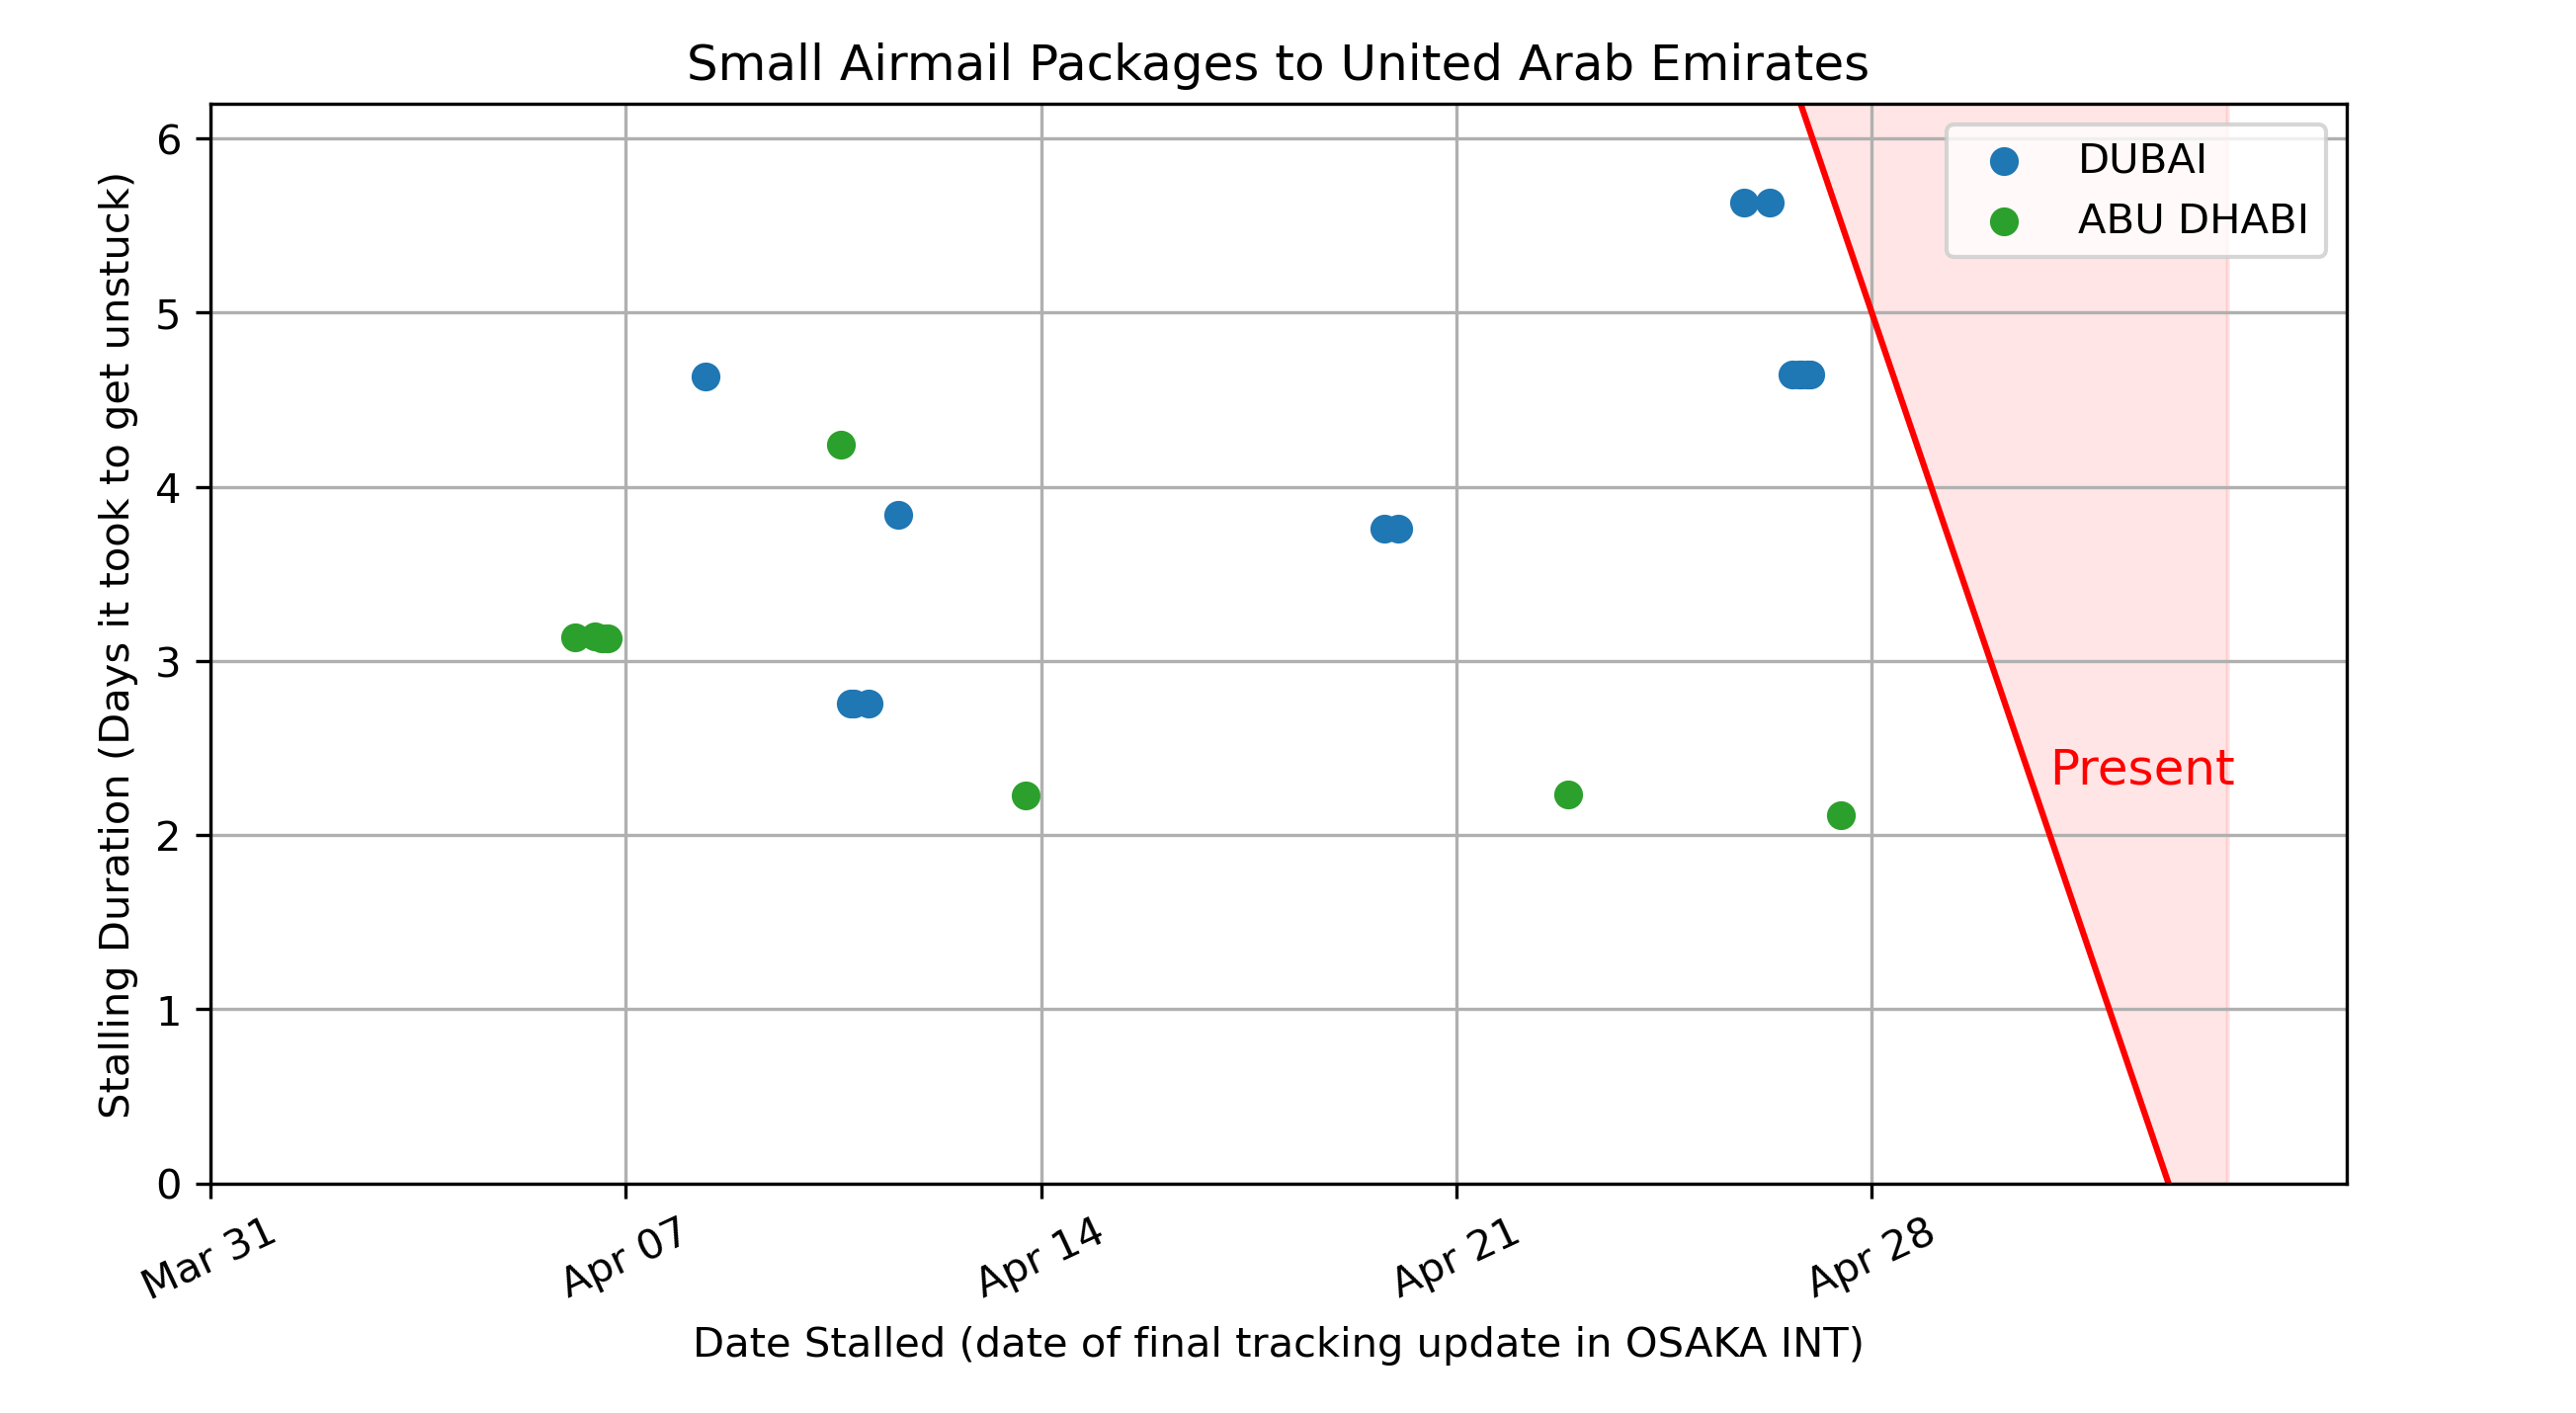 Small Airmail Packages to United Arab Emirates
Stalling Duration (Days it took to get unstuck)
6
5
4
3
2
1
0
DUBAI
ABU DHABI
Present
Mar 31
Apr 07
Apr 14
Apr 21
Apr 28
Date Stalled (date of final tracking update in OSAKA INT)